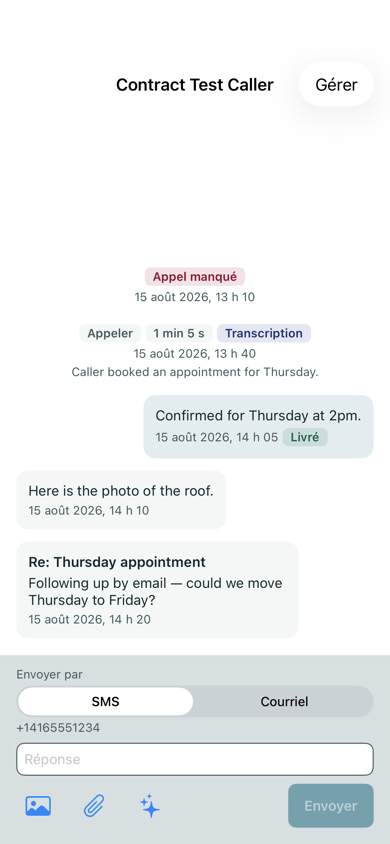 Contract Test Caller
Gérer
Appel manqué
15 août 2026, 13 h 10
Appeler 1 min 5 s Transcription
15 août 2026, 13 h 40
Caller booked an appointment for Thursday.
Confirmed for Thursday at 2pm.
15 août 2026, 14 h 05 Livré
Here is the photo of the roof.
15 août 2026, 14 h 10
Re: Thursday appointment
Following up by email — could we move
Thursday to Friday?
15 août 2026, 14 h 20
Envoyer par
SMS
Courriel
+14165551234
Réponse
Envoyer